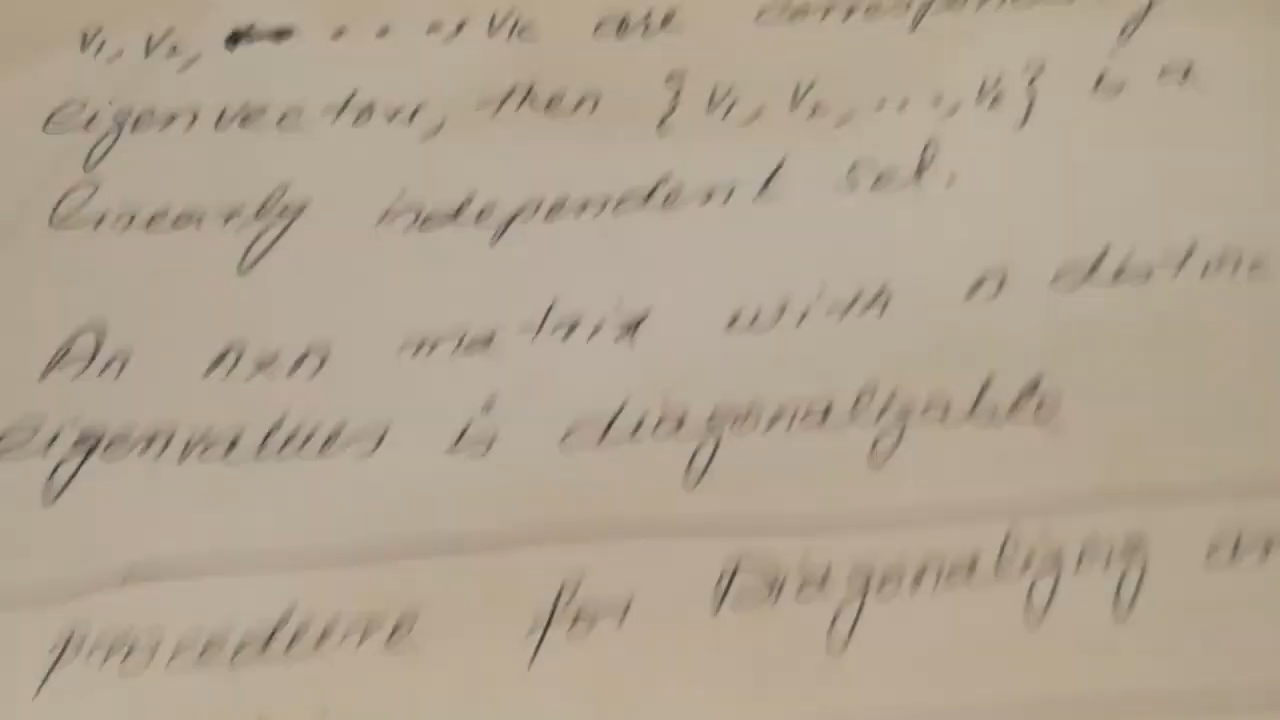 v₁, v₂, . . . , vk are
eigenvectors, then {v₁, v₂, ..., vk} is a
linearly independent set.
An nxn matrix with n
eigenvalues is diagonalizable
procedure for Diagonalizing